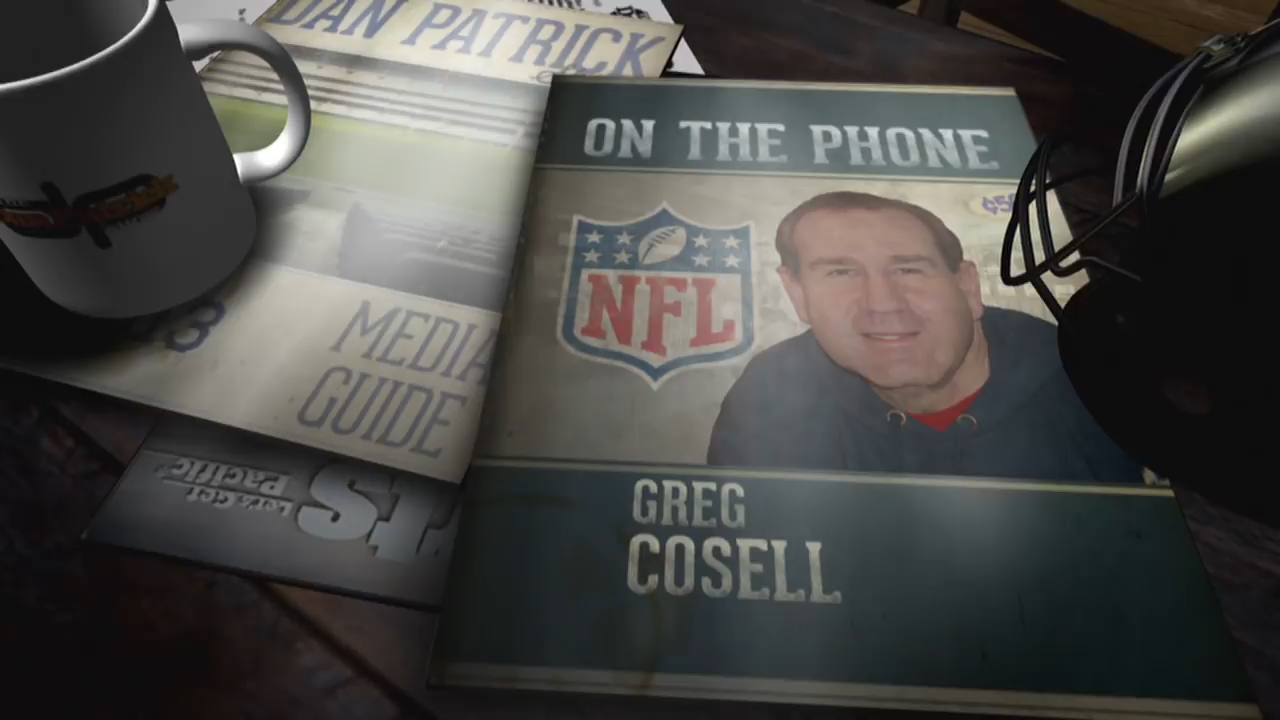 DAN PATRICK
ON THE PHONE
NFL
MEDIA
GUIDE
GREG
COSELL